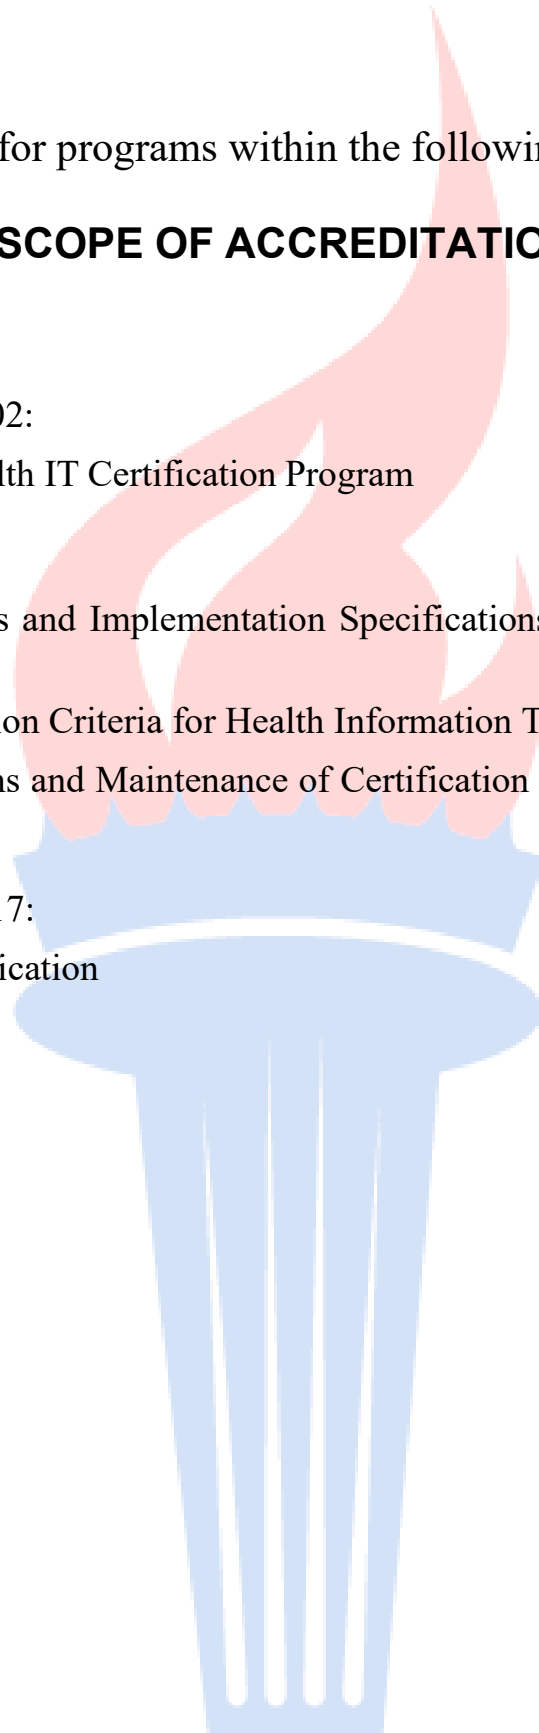 for programs within the followin
SCOPE OF ACCREDITATIO
02:
lth IT Certification Program
s and Implementation Specifications
ion Criteria for Health Information T
ns and Maintenance of Certification
17:
ication